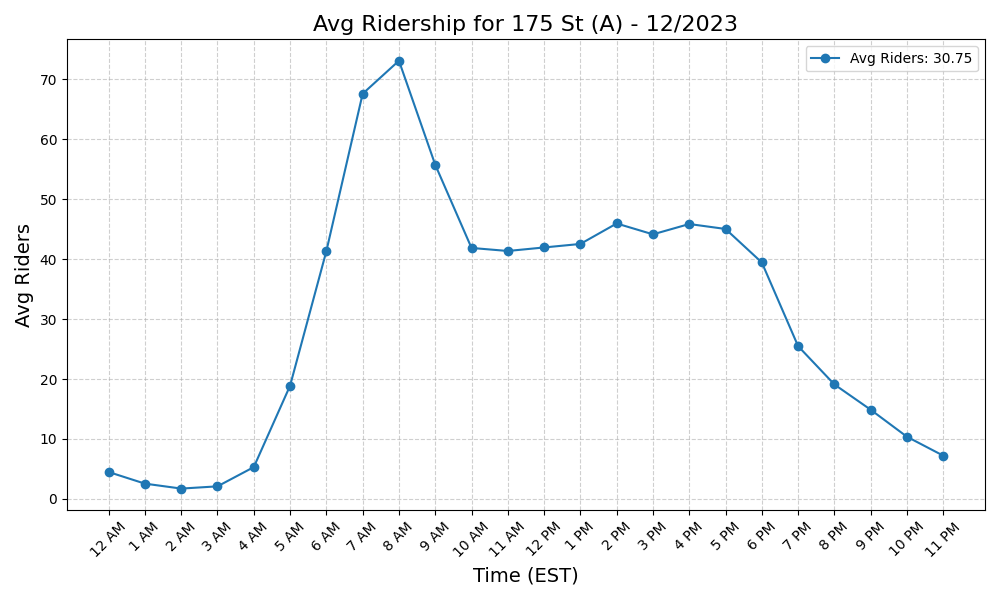 Avg Ridership for 175 St (A) - 12/2023
Avg Riders: 30.75
Avg Riders
70
60
50
40
30
20
10
0
12 AM
1 AM
2 AM
3 AM
4 AM
5 AM
6 AM
7 AM
8 AM
9 AM
10 AM
11 AM
12 PM
1 PM
2 PM
3 PM
4 PM
5 PM
6 PM
7 PM
8 PM
9 PM
10 PM
11 PM
Time (EST)